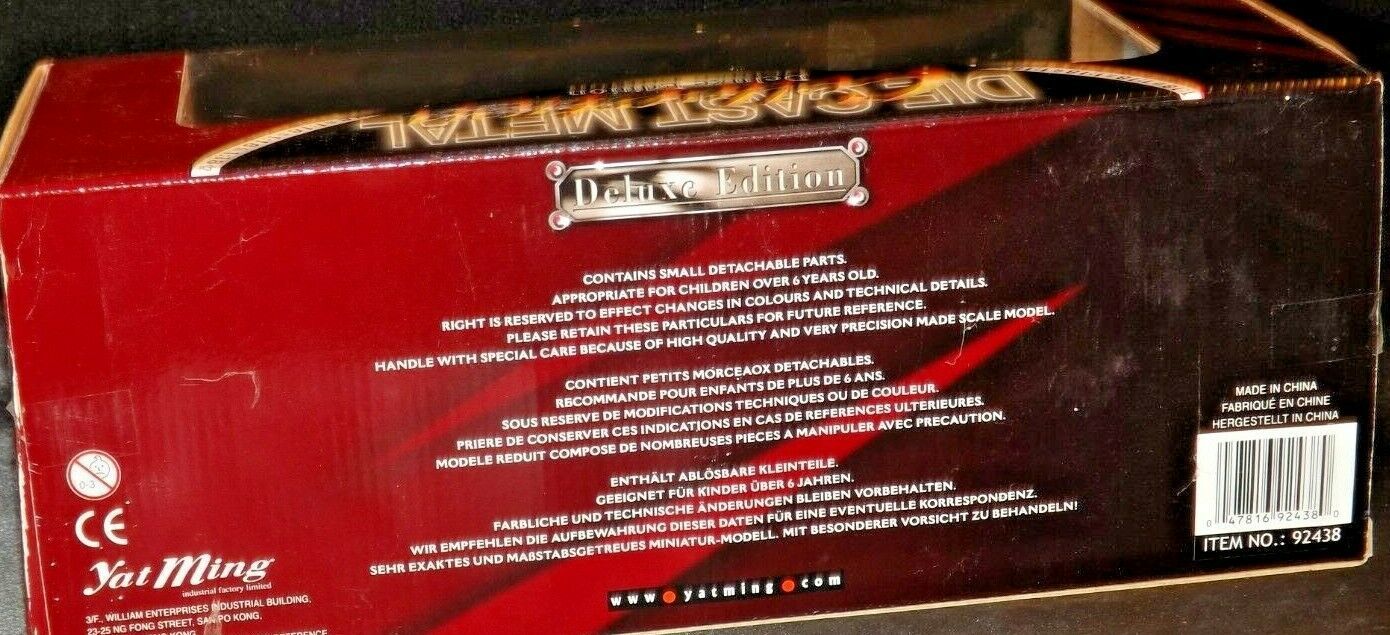 DIE-CAST METAL
Deluxe Edition
CONTAINS SMALL DETACHABLE PARTS.
APPROPRIATE FOR CHILDREN OVER 6 YEARS OLD.
RIGHT IS RESERVED TO EFFECT CHANGES IN COLOURS AND TECHNICAL DETAILS.
PLEASE RETAIN THESE PARTICULARS FOR FUTURE REFERENCE.
HANDLE WITH SPECIAL CARE BECAUSE OF HIGH QUALITY AND VERY PRECISION MADE SCALE MODEL.
CONTIENT PETITS MORCEAOX DETACHABLES.
RECOMMANDE POUR ENFANTS DE PLUS DE 6 ANS.
SOUS RESERVE DE MODIFICATIONS TECHNIQUES OU DE COULEUR.
PRIERE DE CONSERVER CES INDICATIONS EN CAS DE REFERENCES ULTERIEURES.
MODELE REDUIT COMPOSE DE NOMBREUSES PIECES A MANIPULER AVEC PRECAUTION.
ENTHÄLT ABLÖSBARE KLEINTEILE.
GEEIGNET FÜR KINDER ÜBER 6 JAHREN.
FARBLICHE UND TECHNISCHE ÄNDERUNGEN BLEIBEN VORBEHALTEN.
WIR EMPFEHLEN DIE AUFBEWAHRUNG DIESER DATEN FÜR EINE EVENTUELLE KORRESPONDENZ.
SEHR EXAKTES UND MAßSTABSGETREUES MINIATUR-MODELL. MIT BESONDERER VORSICHT ZU BEHANDELN!
www.yatming.com
0-3
CE
Yat Ming
industrial factory limited
3/F., WILLIAM ENTERPRISES INDUSTRIAL BUILDING,
23-25 NG FONG STREET, SAN PO KONG,
KONG
REFERENCE
MADE IN CHINA
FABRIQUÉ EN CHINE
HERGESTELLT IN CHINA
0 47816 92438 0
ITEM NO.: 92438